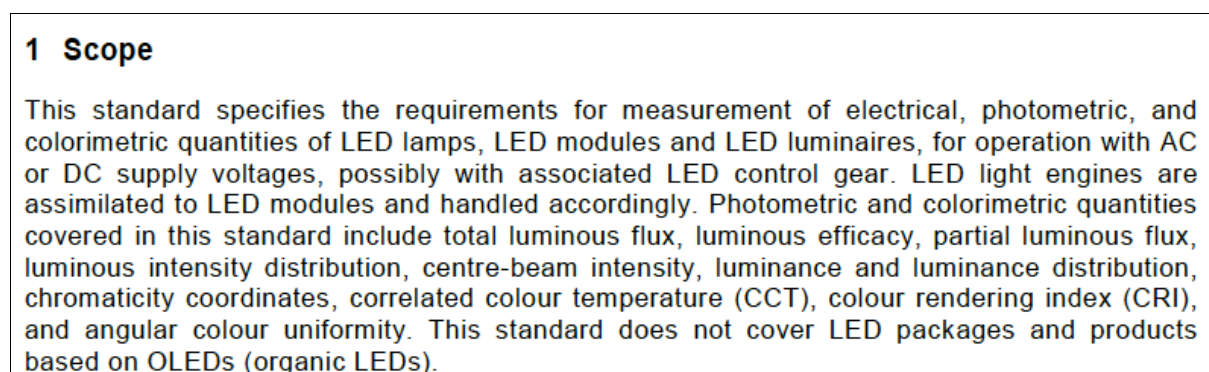 1 Scope
This standard specifies the requirements for measurement of electrical, photometric, and
colorimetric quantities of LED lamps, LED modules and LED luminaires, for operation with AC
or DC supply voltages, possibly with associated LED control gear. LED light engines are
assimilated to LED modules and handled accordingly. Photometric and colorimetric quantities
covered in this standard include total luminous flux, luminous efficacy, partial luminous flux,
luminous intensity distribution, centre-beam intensity, luminance and luminance distribution,
chromaticity coordinates, correlated colour temperature (CCT), colour rendering index (CRI),
and angular colour uniformity. This standard does not cover LED packages and products
based on OLEDs (organic LEDs).